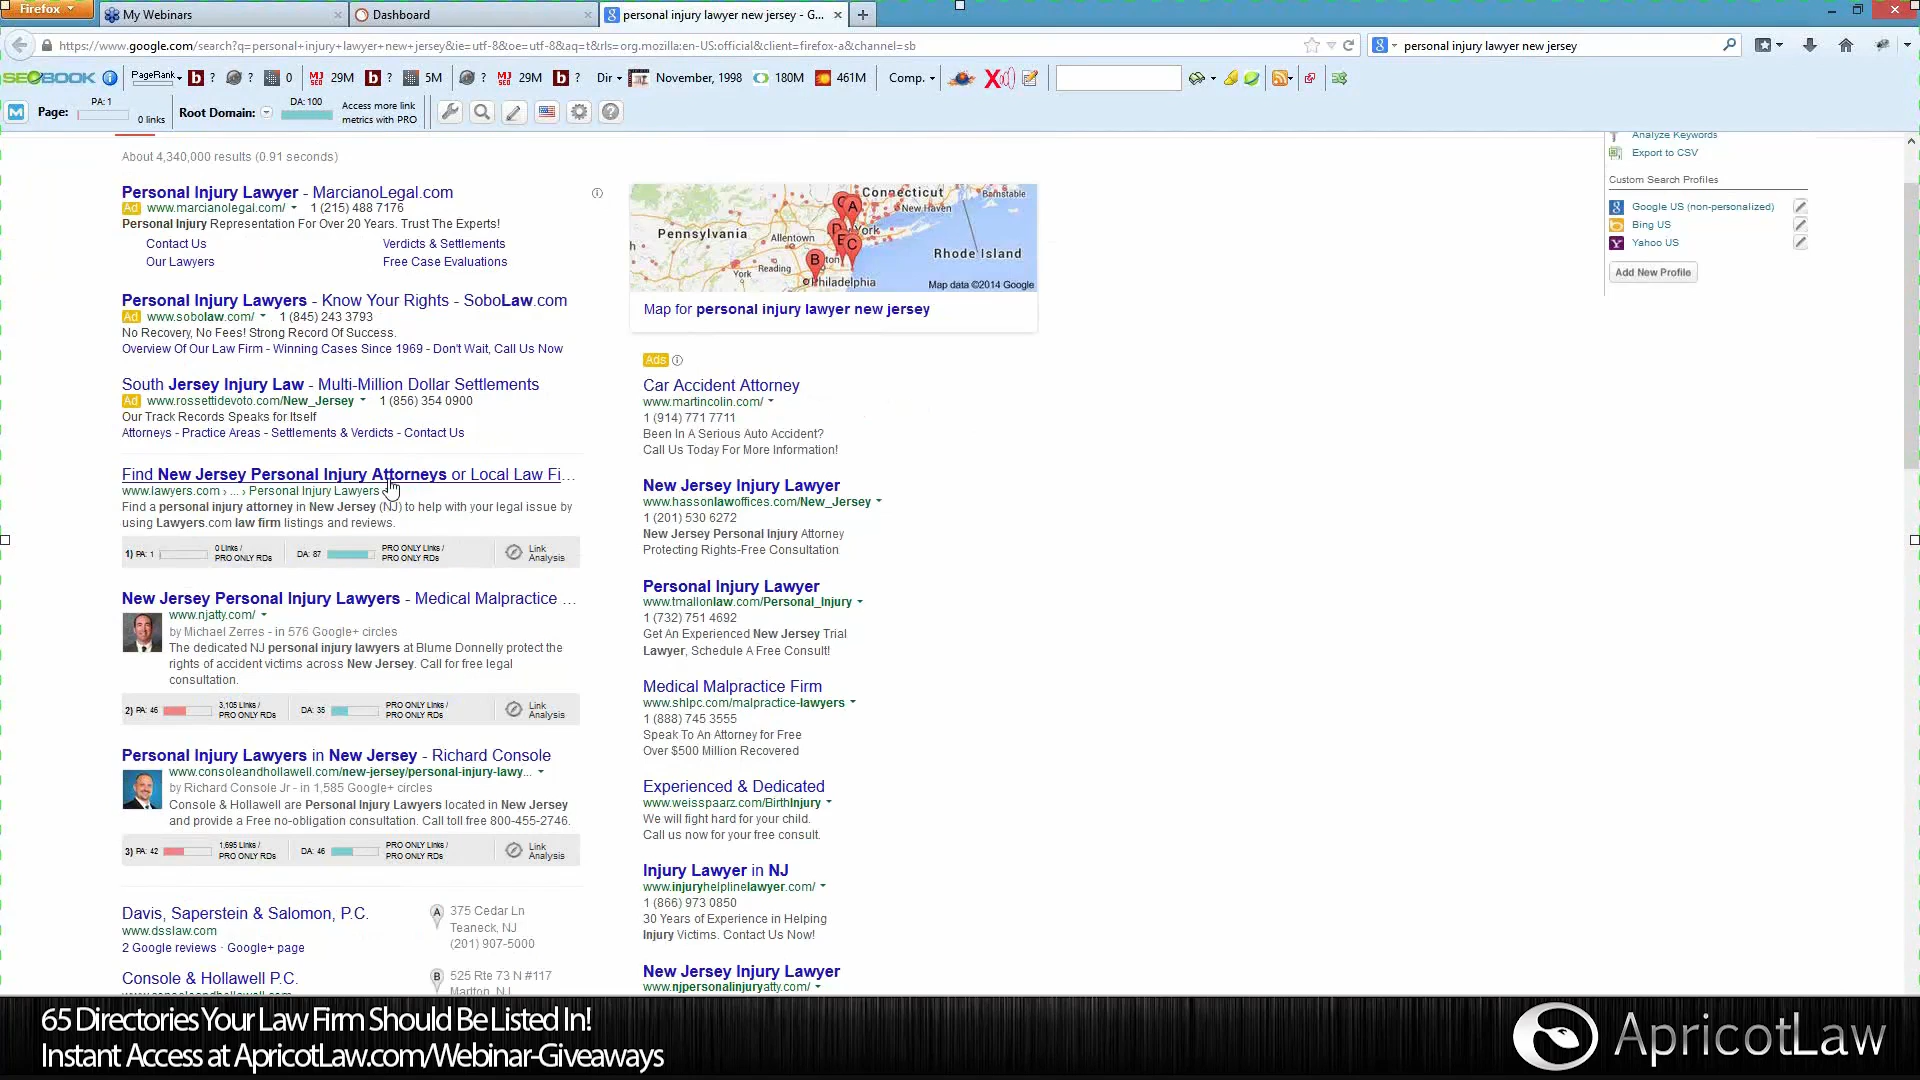 Firefox
My Webinars
Dashboard
personal injury lawyer new jersey - G...
https://www.google.com/search?q=personal+injury+lawyer+new+jersey&ie=utf-8&oe=utf-8&aq=t&rls=org.mozilla:en-US:official&client=firefox-a&channel=sb
personal injury lawyer new jersey
SEOBOOK
PageRank
?
?
0
29M
?
5M
?
29M
?
Dir
November, 1998
180M
461M
Comp.
Page:
PA: 1
0 links
Root Domain:
DA: 100
Access more link
metrics with PRO
About 4,340,000 results (0.91 seconds)
Personal Injury Lawyer - MarcianoLegal.com
Ad www.marcianolegal.com/ 1 (215) 488 7176
Personal Injury Representation For Over 20 Years. Trust The Experts!
Contact Us
Verdicts & Settlements
Our Lawyers
Free Case Evaluations
Personal Injury Lawyers - Know Your Rights - SoboLaw.com
Ad www.sobolaw.com/ 1 (845) 243 3793
No Recovery, No Fees! Strong Record Of Success.
Overview Of Our Law Firm - Winning Cases Since 1969 - Don't Wait, Call Us Now
South Jersey Injury Law - Multi-Million Dollar Settlements
Ad www.rossettidevoto.com/New_Jersey 1 (856) 354 0900
Our Track Records Speaks for Itself
Attorneys - Practice Areas - Settlements & Verdicts - Contact Us
Find New Jersey Personal Injury Attorneys or Local Law Fi...
www.lawyers.com › ... › Personal Injury Lawyers
Find a personal injury attorney in New Jersey (NJ) to help with your legal issue by
using Lawyers.com law firm listings and reviews.
1) PA: 1
0 Links /
PRO ONLY RDs
DA: 87
PRO ONLY Links /
PRO ONLY RDs
Link
Analysis
New Jersey Personal Injury Lawyers - Medical Malpractice ...
www.njatty.com/
by Michael Zerres - in 576 Google+ circles
The dedicated NJ personal injury lawyers at Blume Donnelly protect the
rights of accident victims across New Jersey. Call for free legal
consultation.
2) PA: 46
3,105 Links /
PRO ONLY RDs
DA: 35
PRO ONLY Links /
PRO ONLY RDs
Link
Analysis
Personal Injury Lawyers in New Jersey - Richard Console
www.consoleandhollawell.com/new-jersey/personal-injury-lawy...
by Richard Console Jr - in 1,585 Google+ circles
Console & Hollawell are Personal Injury Lawyers located in New Jersey
and provide a Free no-obligation consultation. Call toll free 800-455-2746.
3) PA: 42
1,695 Links /
PRO ONLY RDs
DA: 46
PRO ONLY Links /
PRO ONLY RDs
Link
Analysis
Davis, Saperstein & Salomon, P.C.
www.dsslaw.com
2 Google reviews · Google+ page
A
375 Cedar Ln
Teaneck, NJ
(201) 907-5000
Console & Hollawell P.C.
www.consoleandhollawell.com
B
525 Rte 73 N #117
Marlton, NJ
Connecticut
Barnstable
New Haven
Pennsylvania
Allentown
York
Rhode Island
York
Reading
ton
Philadelphia
A
B
C
D
E
Map data ©2014 Google
Map for personal injury lawyer new jersey
Ads
Car Accident Attorney
www.martincolin.com/
1 (914) 771 7711
Been In A Serious Auto Accident?
Call Us Today For More Information!
New Jersey Injury Lawyer
www.hassonlawoffices.com/New_Jersey
1 (201) 530 6272
New Jersey Personal Injury Attorney
Protecting Rights-Free Consultation
Personal Injury Lawyer
www.tmallonlaw.com/Personal_Injury
1 (732) 751 4692
Get An Experienced New Jersey Trial
Lawyer, Schedule A Free Consult!
Medical Malpractice Firm
www.shlpc.com/malpractice-lawyers
1 (888) 745 3555
Speak To An Attorney for Free
Over $500 Million Recovered
Experienced & Dedicated
www.weisspaarz.com/BirthInjury
We will fight hard for your child.
Call us now for your free consult.
Injury Lawyer in NJ
www.injuryhelplinelawyer.com/
1 (866) 973 0850
30 Years of Experience in Helping
Injury Victims. Contact Us Now!
New Jersey Injury Lawyer
www.njpersonalinjuryatty.com/
Analyze Keywords
Export to CSV
Custom Search Profiles
Google US (non-personalized)
Bing US
Yahoo US
Add New Profile
65 Directories Your Law Firm Should Be Listed In!
Instant Access at ApricotLaw.com/Webinar-Giveaways
ApricotLaw